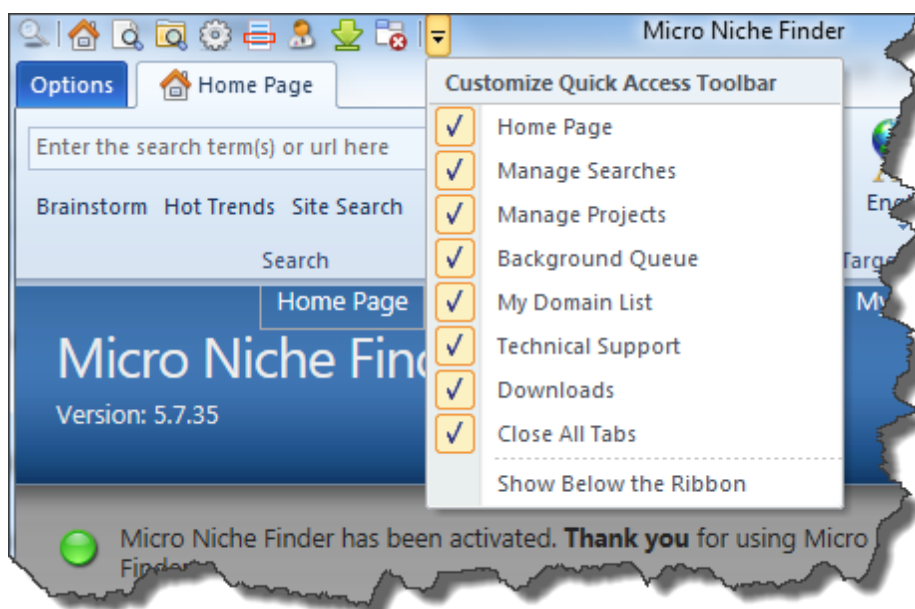 Micro Niche Finder
Options
Home Page
Customize Quick Access Toolbar
Enter the search term(s) or url here
Home Page
Manage Searches
Brainstorm Hot Trends Site Search
Manage Projects
Search
Background Queue
Home Page
My Domain List
My
Micro Niche Fin
Technical Support
Version: 5.7.35
Downloads
Close All Tabs
Show Below the Ribbon
Micro Niche Finder has been activated. Thank you for using Micro